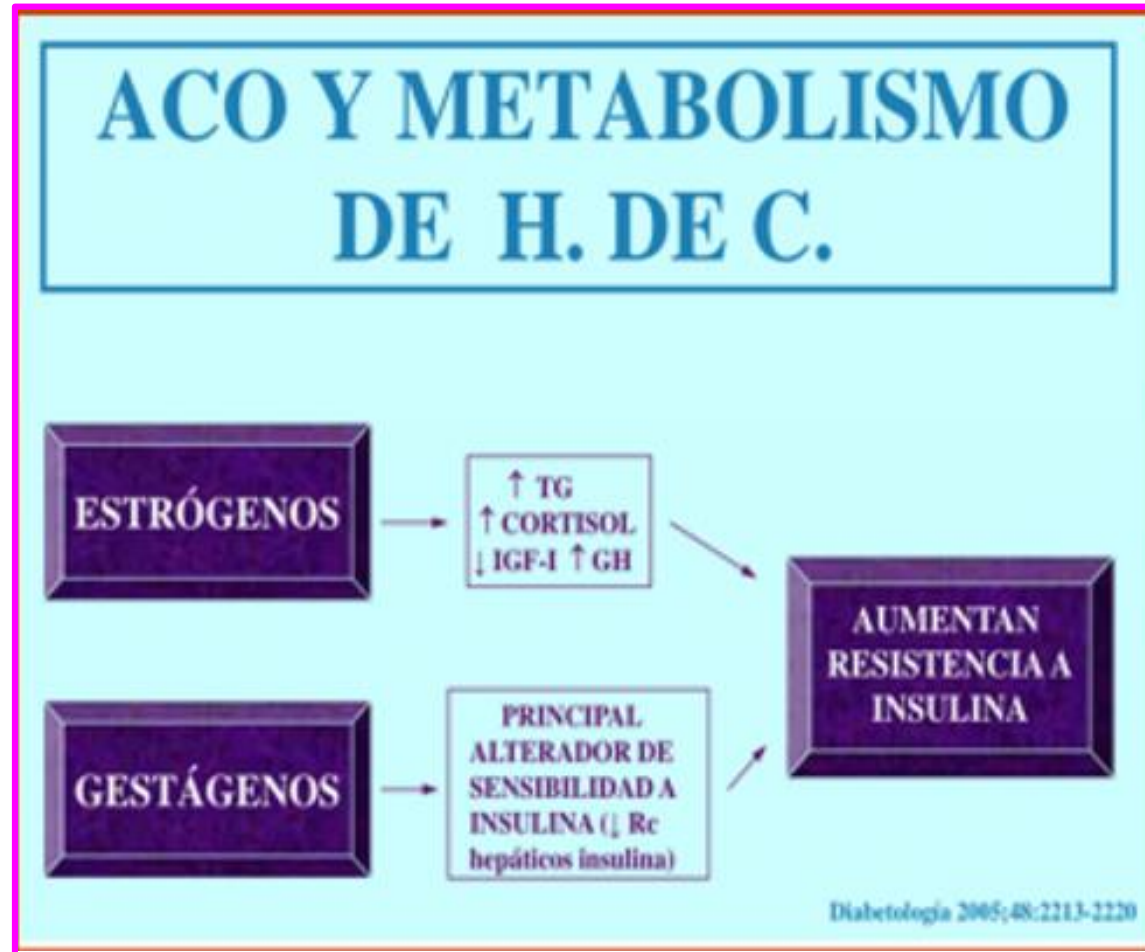 ACO Y METABOLISMO
DE H. DE C.
ESTRÓGENOS
↑ TG
↑ CORTISOL
↓ IGF-I ↑ GH
GESTÁGENOS
PRINCIPAL
ALTERADOR DE
SENSIBILIDAD A
INSULINA (↓ Rc
hepáticos insulina)
AUMENTAN
RESISTENCIA A
INSULINA
Diabetología 2005;48:2213-2220